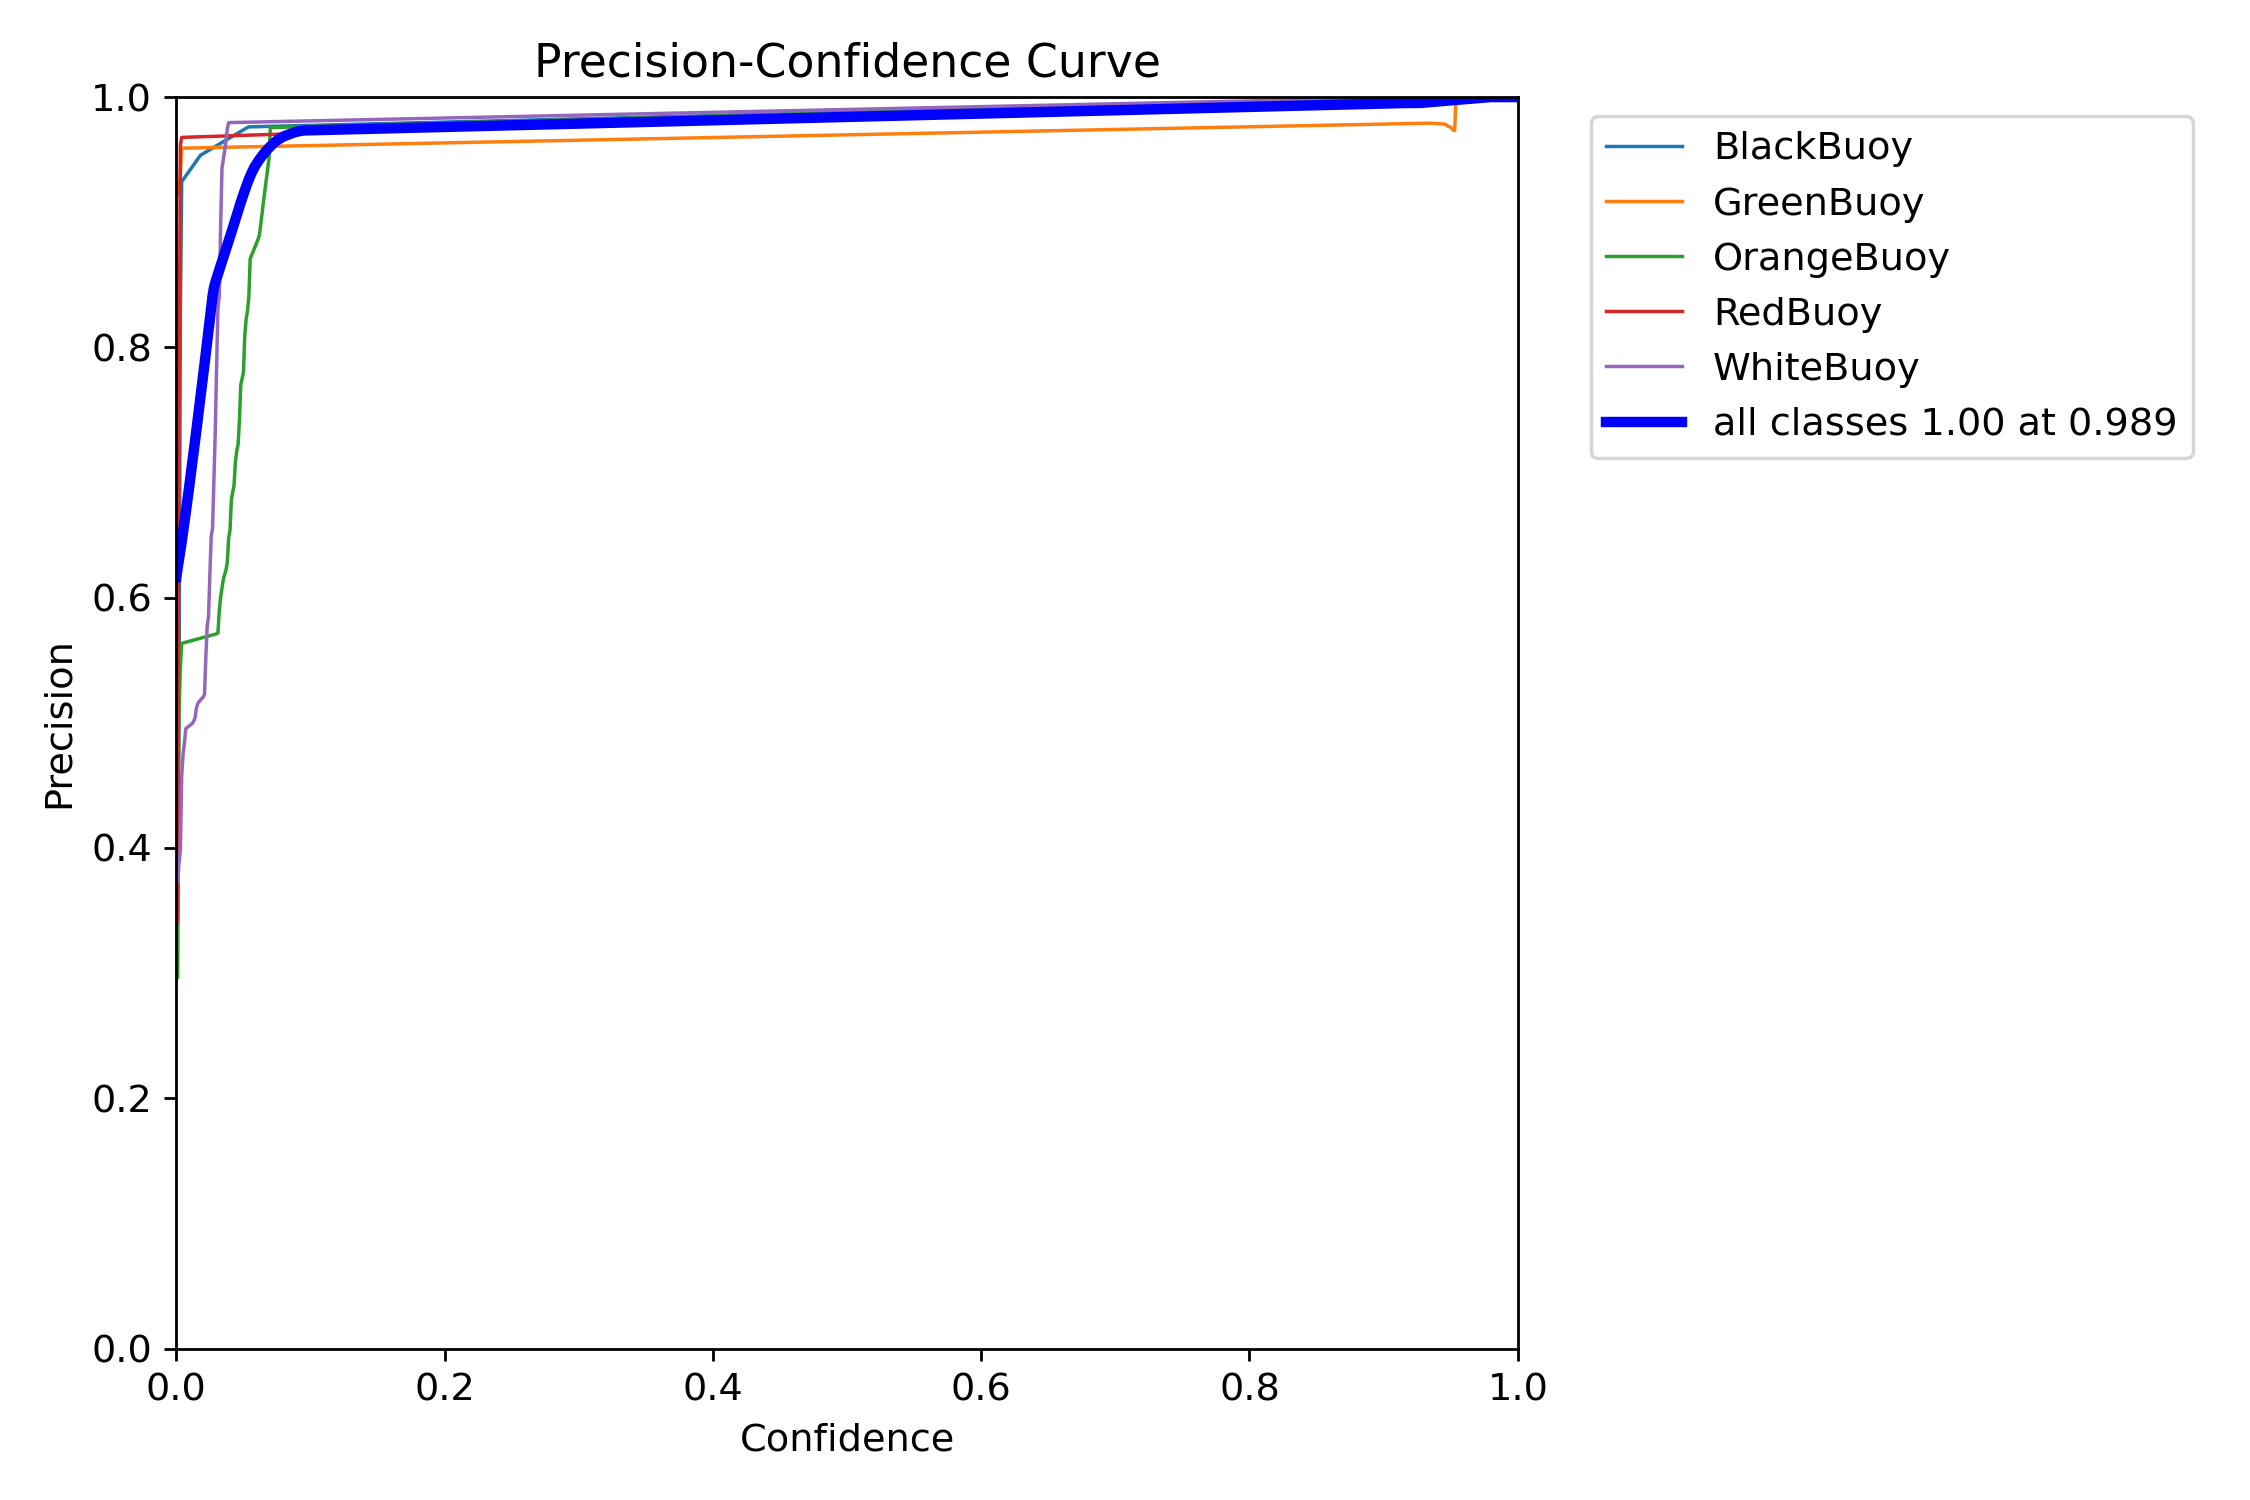 Precision-Confidence Curve
1.0
0.8
0.6
0.4
0.2
0.0
Precision
0.0 0.2 0.4 0.6 0.8 1.0
Confidence
BlackBuoy
GreenBuoy
OrangeBuoy
RedBuoy
WhiteBuoy
all classes 1.00 at 0.989